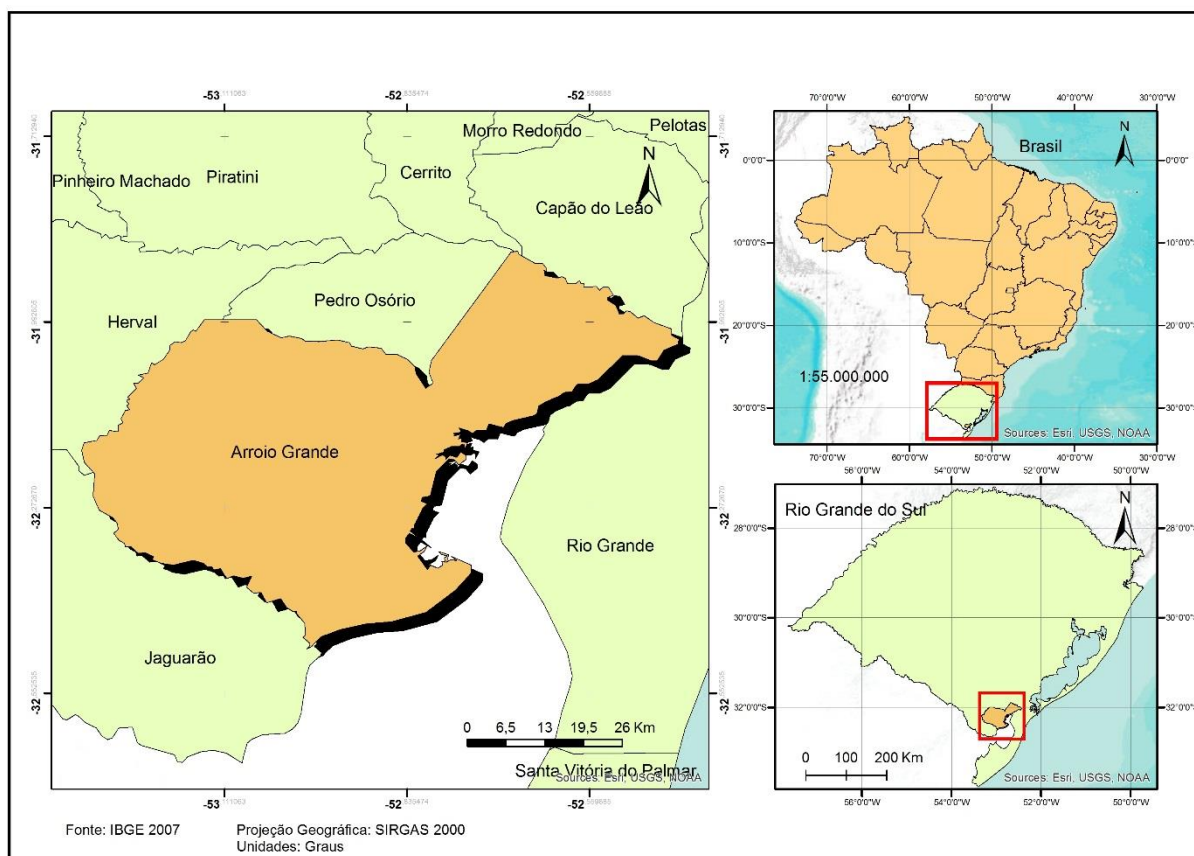 -53 111063
-52 838474
-52 599885
-31 712940
-31 992605
-32 272670
-32 552535
Morro Redondo
Pelotas
Pinheiro Machado
Piratini
Cerrito
N
Capão do Leão
Pedro Osório
Herval
Arroio Grande
Rio Grande
Jaguarão
0 6,5 13 19,5 26 Km
Santa Vitória do Palmar
Sources: Esri, USGS, NOAA
Fonte: IBGE 2007
Projeção Geográfica: SIRGAS 2000
Unidades: Graus
70°0'0"W 60°0'0"W 50°0'0"W 40°0'0"W 30°0'0"W
Brasil
N
0°0'0"
10°0'0"S
20°0'0"S
30°0'0"S
0°0'0"
10°0'0"S
20°0'0"S
30°0'0"S
1:55.000.000
Sources: Esri, USGS, NOAA
70°0'0"W 60°0'0"W 50°0'0"W 40°0'0"W 30°0'0"W
56°0'0"W 54°0'0"W 52°0'0"W 50°0'0"W
Rio Grande do Sul
N
28°0'0"S
30°0'0"S
32°0'0"S
28°0'0"S
30°0'0"S
32°0'0"S
0 100 200 Km
Sources: Esri, USGS, NOAA
56°0'0"W 54°0'0"W 52°0'0"W 50°0'0"W